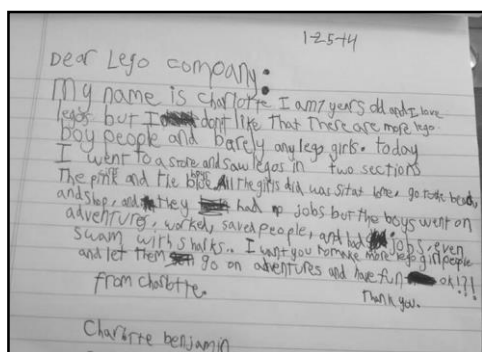 1-25-14
Dear Lego company:
My name is Charlotte I am 7 years old and I love
legos but I dont like that There are more lego
boy people and barely any lego girls. today
I went to a store and saw legos in two sections
The pink and the blue. All the girls did was sit at home, go to the beach,
and shop, and they had no jobs but the boys went on
adventures, worked, saved people, and had jobs, even
swam with sharks. I want you to make more lego girl people
and let them go on adventures and have fun ok!?!
from charlotte.
Thank you.
Charlotte benjamin